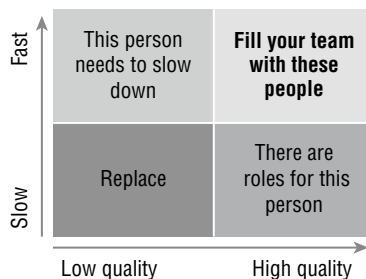 Fast
This person
needs to slow
down
Fill your team
with these
people
Slow
Replace
There are
roles for this
person
Low quality
High quality